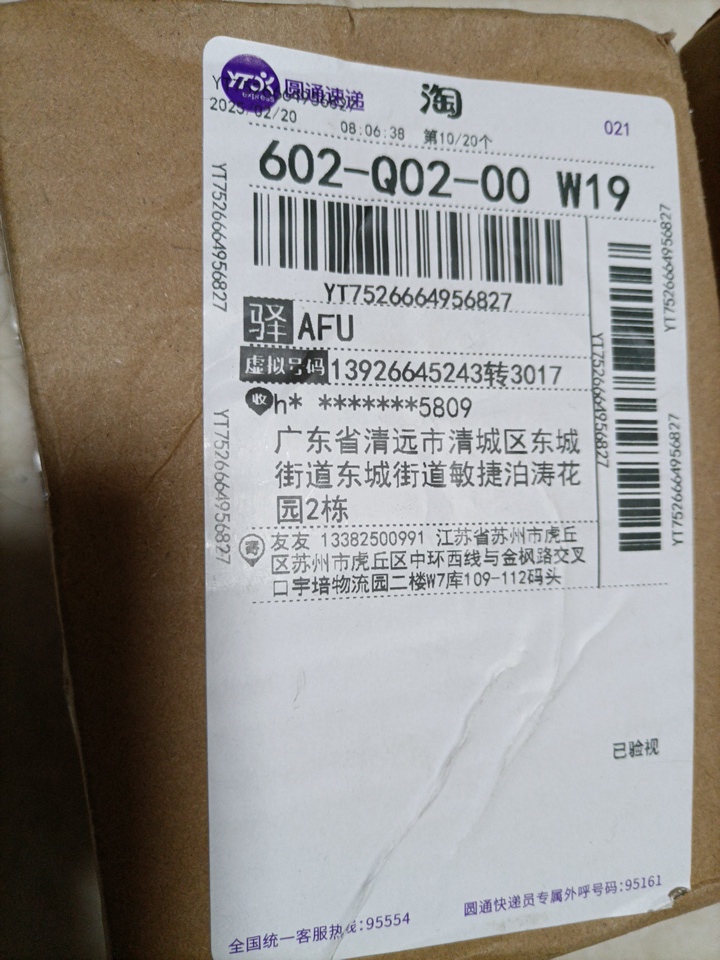 YTO
express
圆通速递
淘
021
2023/02/20
08:06:38 第10/20个
602-Q02-00 W19
YT7526664956827
YT7526664956827
YT7526664956827
YT7526664956827
YT7526664956827
YT7526664956827
驿 AFU
虚拟号码 13926645243转3017
收 h* *******5809
广东省清远市清城区东城
街道东城街道敏捷泊涛花
园2栋
寄 友友 13382500991 江苏省苏州市虎丘
区苏州市虎丘区中环西线与金枫路交叉
口宇培物流园二楼W7库109-112码头
已验视
全国统一客服热线:95554
圆通快递员专属外呼号码:95161